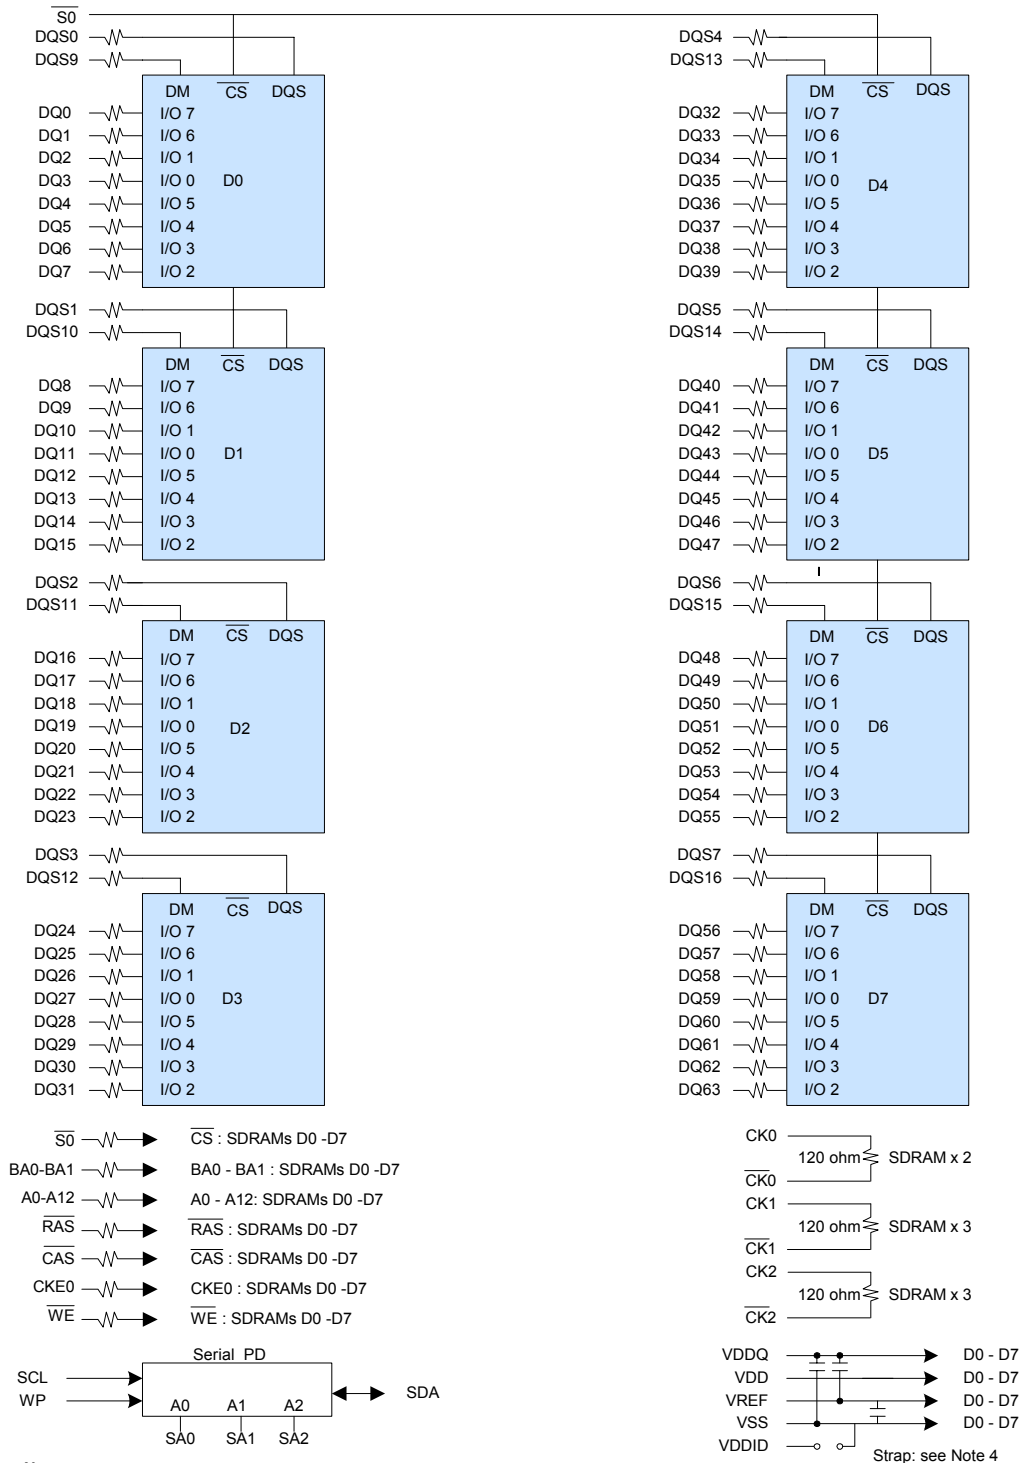 S0
DQS0
DQS9
DM CS DQS
DQ0 I/O 7
DQ1 I/O 6
DQ2 I/O 1
DQ3 I/O 0 D0
DQ4 I/O 5
DQ5 I/O 4
DQ6 I/O 3
DQ7 I/O 2
DQS1
DQS10
DM CS DQS
DQ8 I/O 7
DQ9 I/O 6
DQ10 I/O 1
DQ11 I/O 0 D1
DQ12 I/O 5
DQ13 I/O 4
DQ14 I/O 3
DQ15 I/O 2
DQS2
DQS11
DM CS DQS
DQ16 I/O 7
DQ17 I/O 6
DQ18 I/O 1
DQ19 I/O 0 D2
DQ20 I/O 5
DQ21 I/O 4
DQ22 I/O 3
DQ23 I/O 2
DQS3
DQS12
DM CS DQS
DQ24 I/O 7
DQ25 I/O 6
DQ26 I/O 1
DQ27 I/O 0 D3
DQ28 I/O 5
DQ29 I/O 4
DQ30 I/O 3
DQ31 I/O 2
DQS4
DQS13
DM CS DQS
DQ32 I/O 7
DQ33 I/O 6
DQ34 I/O 1
DQ35 I/O 0 D4
DQ36 I/O 5
DQ37 I/O 4
DQ38 I/O 3
DQ39 I/O 2
DQS5
DQS14
DM CS DQS
DQ40 I/O 7
DQ41 I/O 6
DQ42 I/O 1
DQ43 I/O 0 D5
DQ44 I/O 5
DQ45 I/O 4
DQ46 I/O 3
DQ47 I/O 2
DQS6
DQS15
DM CS DQS
DQ48 I/O 7
DQ49 I/O 6
DQ50 I/O 1
DQ51 I/O 0 D6
DQ52 I/O 5
DQ53 I/O 4
DQ54 I/O 3
DQ55 I/O 2
DQS7
DQS16
DM CS DQS
DQ56 I/O 7
DQ57 I/O 6
DQ58 I/O 1
DQ59 I/O 0 D7
DQ60 I/O 5
DQ61 I/O 4
DQ62 I/O 3
DQ63 I/O 2
S0 CS : SDRAMs D0 -D7
BA0-BA1 BA0 - BA1 : SDRAMs D0 -D7
A0-A12 A0 - A12: SDRAMs D0 -D7
RAS RAS : SDRAMs D0 -D7
CAS CAS : SDRAMs D0 -D7
CKE0 CKE0 : SDRAMs D0 -D7
WE WE : SDRAMs D0 -D7
Serial PD
SCL
WP
SDA
A0 A1 A2
SA0 SA1 SA2
CK0
120 ohm SDRAM x 2
CK0
CK1
120 ohm SDRAM x 3
CK1
CK2
120 ohm SDRAM x 3
CK2
VDDQ D0 - D7
VDD D0 - D7
VREF D0 - D7
VSS D0 - D7
VDDID
Strap: see Note 4